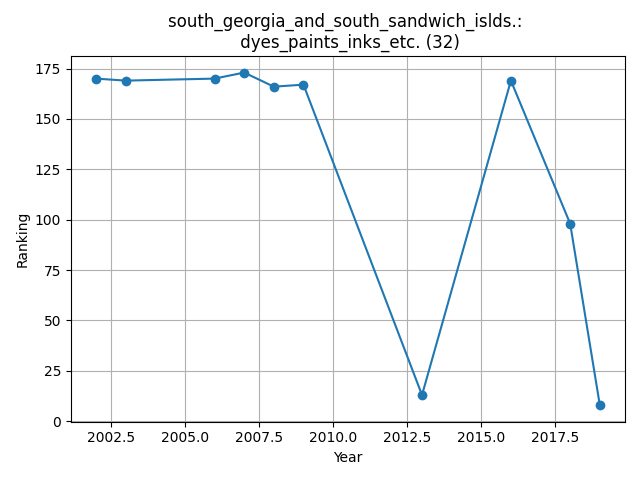 south_georgia_and_south_sandwich_islds.:
dyes_paints_inks_etc. (32)
175
150
125
100
75
50
25
0
Ranking
2002.5 2005.0 2007.5 2010.0 2012.5 2015.0 2017.5
Year